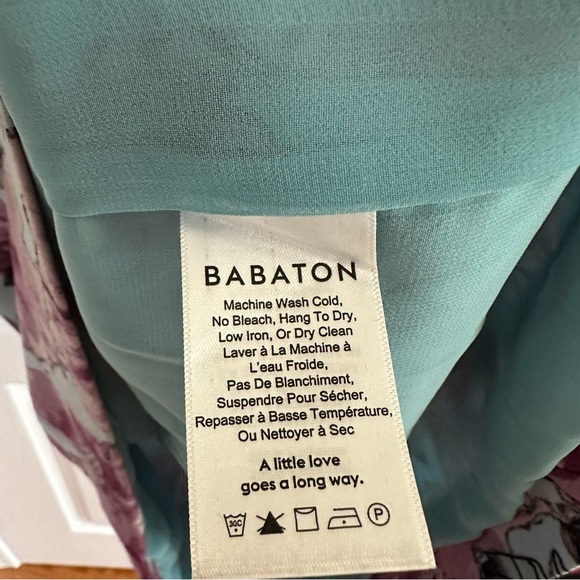 BABATON
Machine Wash Cold,
No Bleach, Hang To Dry,
Low Iron, Or Dry Clean
Laver à La Machine à
L'eau Froide,
Pas De Blanchiment,
Suspendre Pour Sécher,
Repasser à Basse Température,
Ou Nettoyer à Sec
A little love
goes a long way.
30C P